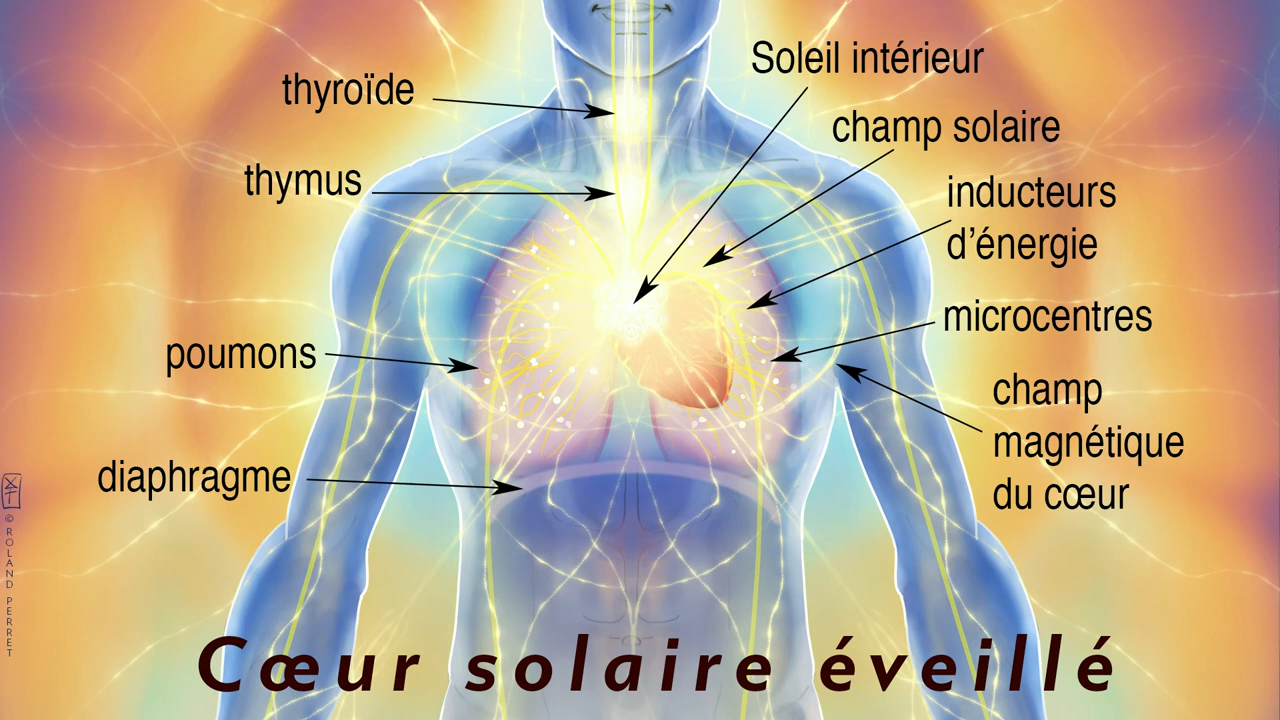 thyroïde
thymus
poumons
diaphragme
Soleil intérieur
champ solaire
inducteurs
d’énergie
microcentres
champ
magnétique
du cœur
© ROLAND PERRET
Cœur solaire éveillé